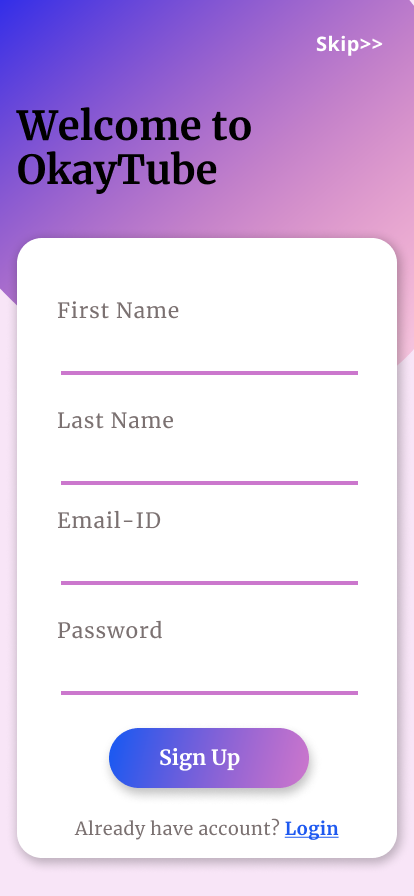 Skip>>
Welcome to
OkayTube
First Name
Last Name
Email-ID
Password
Sign Up
Already have account? Login